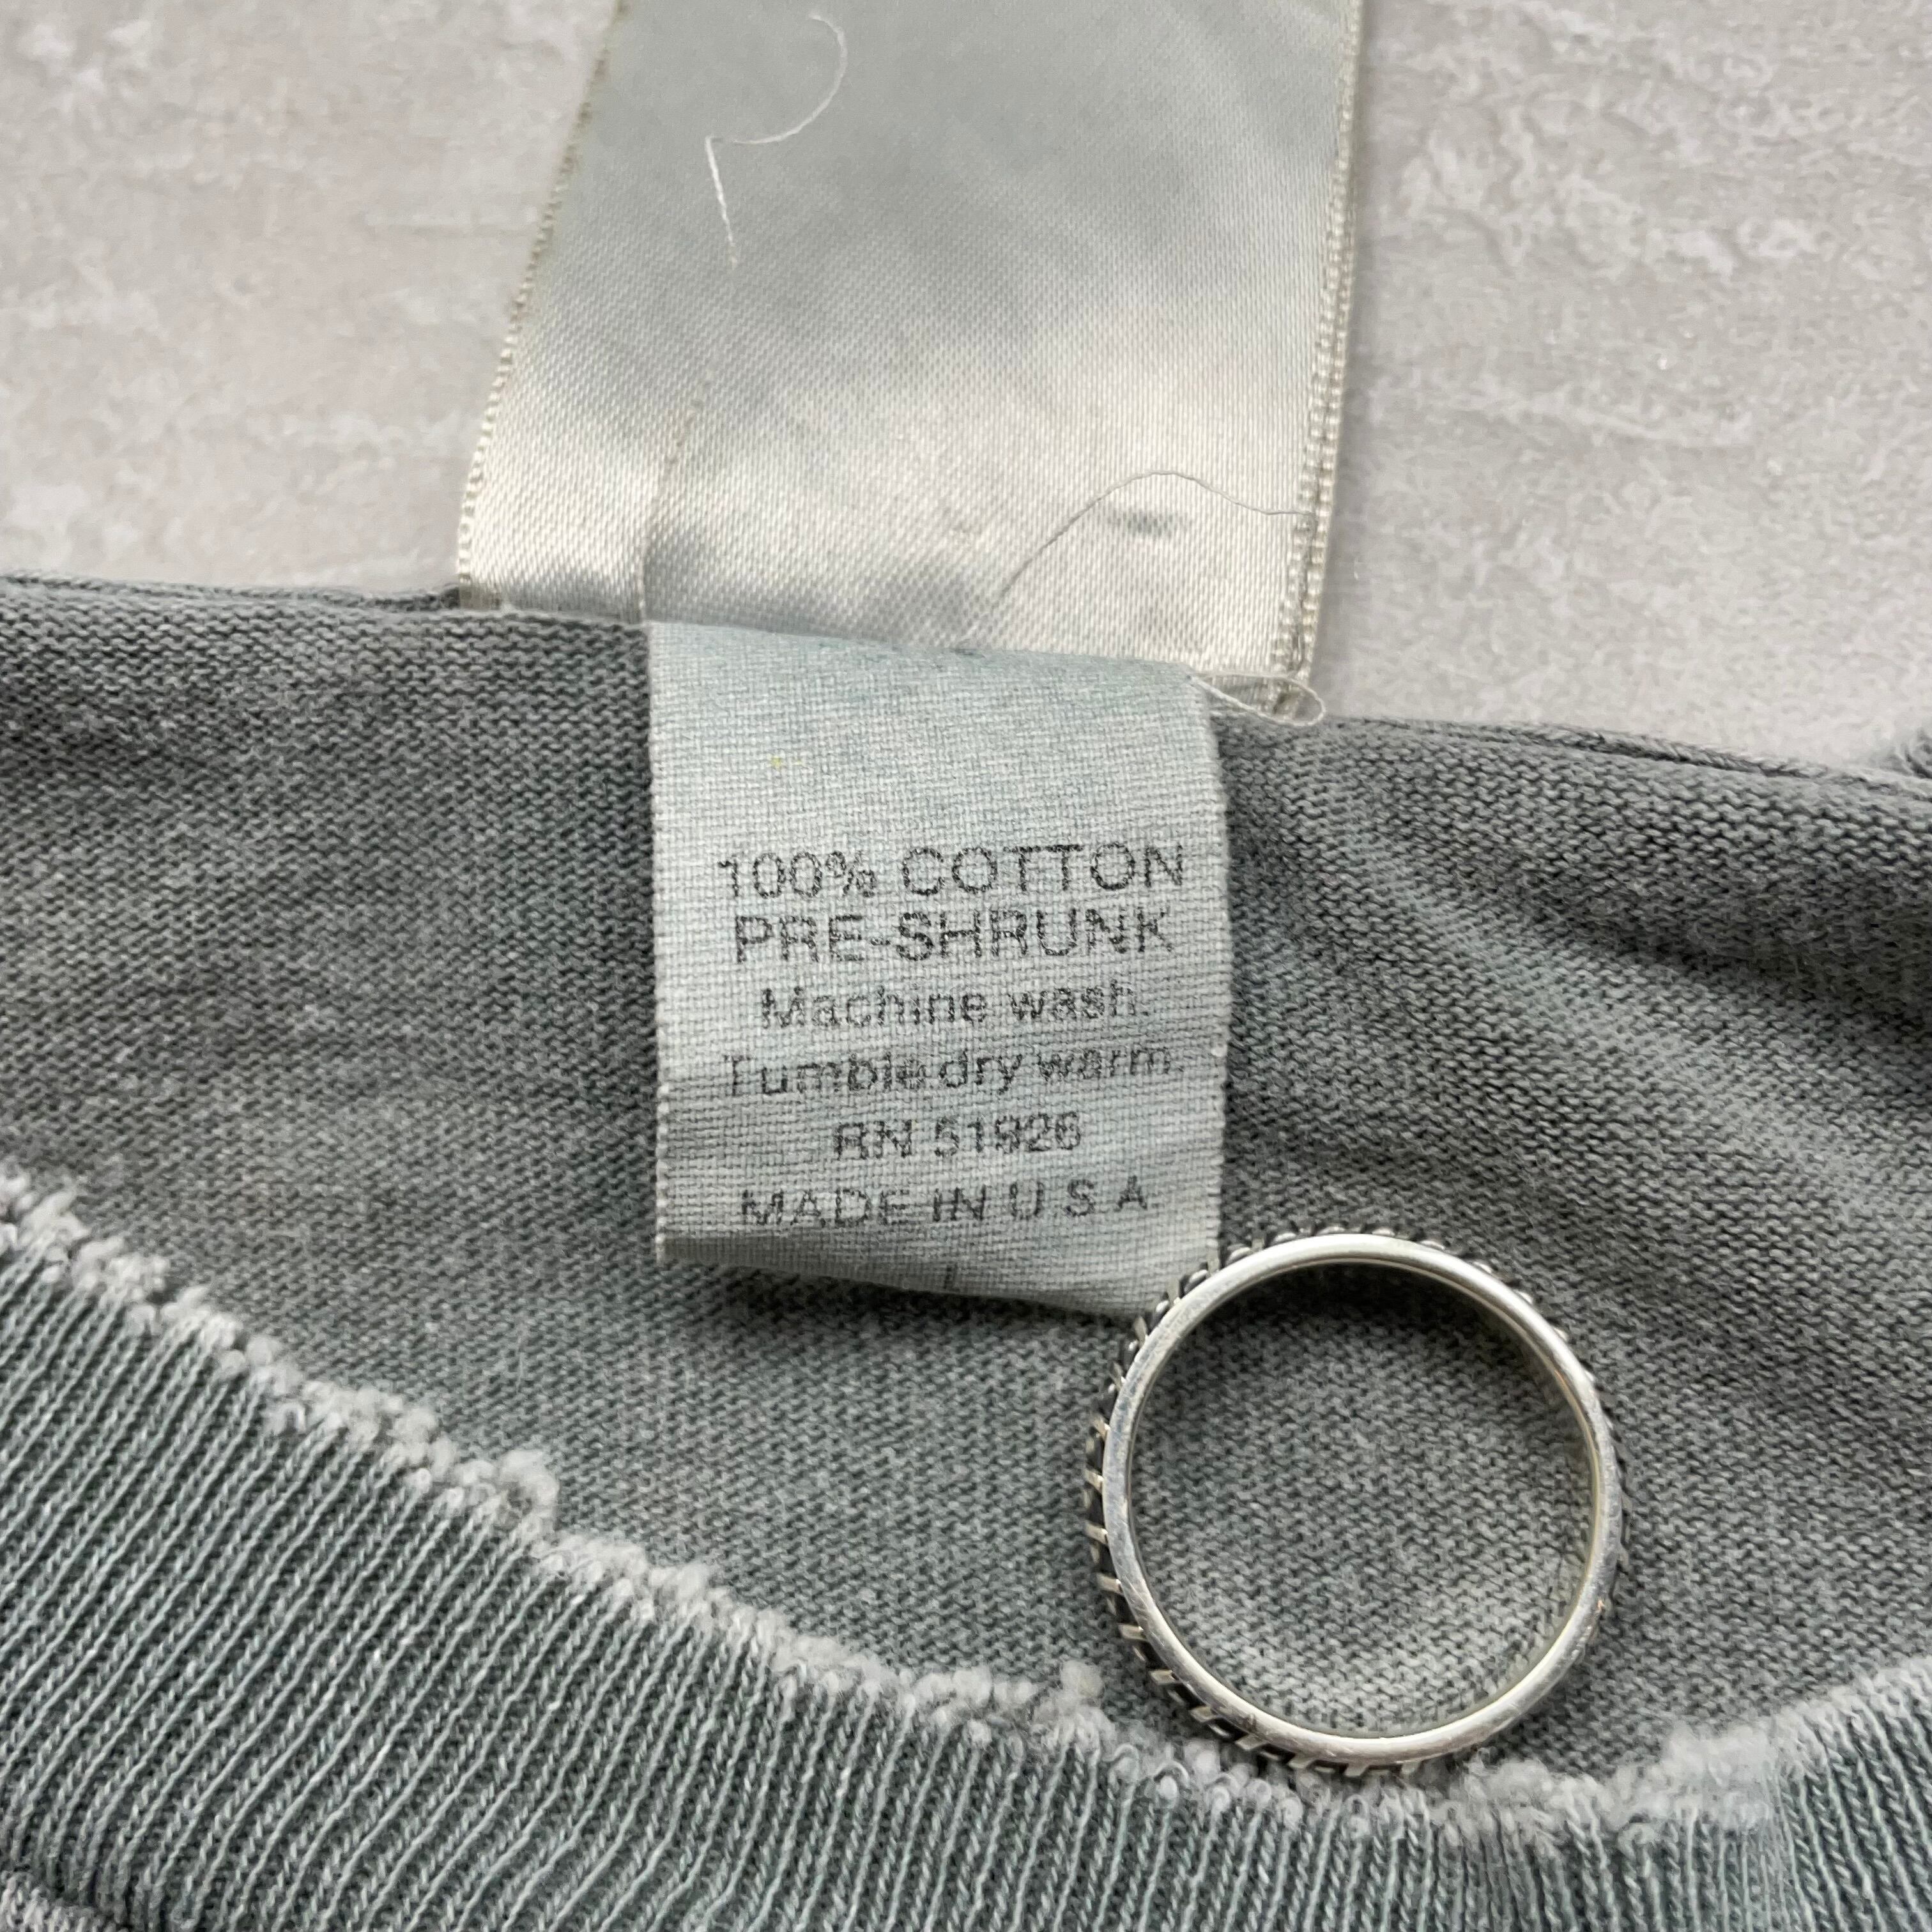 100% COTTON
PRE-SHRUNK
Machine wash.
Tumble dry warm.
RN 51926
MADE IN U S A